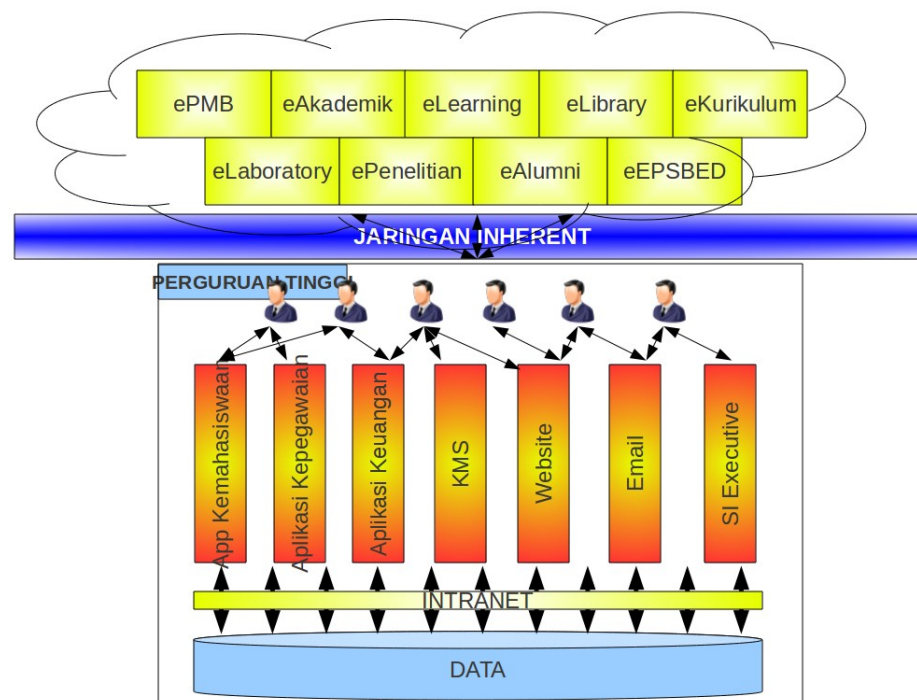 ePMB
eAkademik
eLearning
eLibrary
eKurikulum
eLaboratory
ePenelitian
eAlumni
eEPSBED
JARINGAN INHERENT
PERGURUAN TINGGI
App Kemahasiswaan
Aplikasi Kepegawaian
Aplikasi Keuangan
KMS
Website
Email
SI Executive
INTRANET
DATA